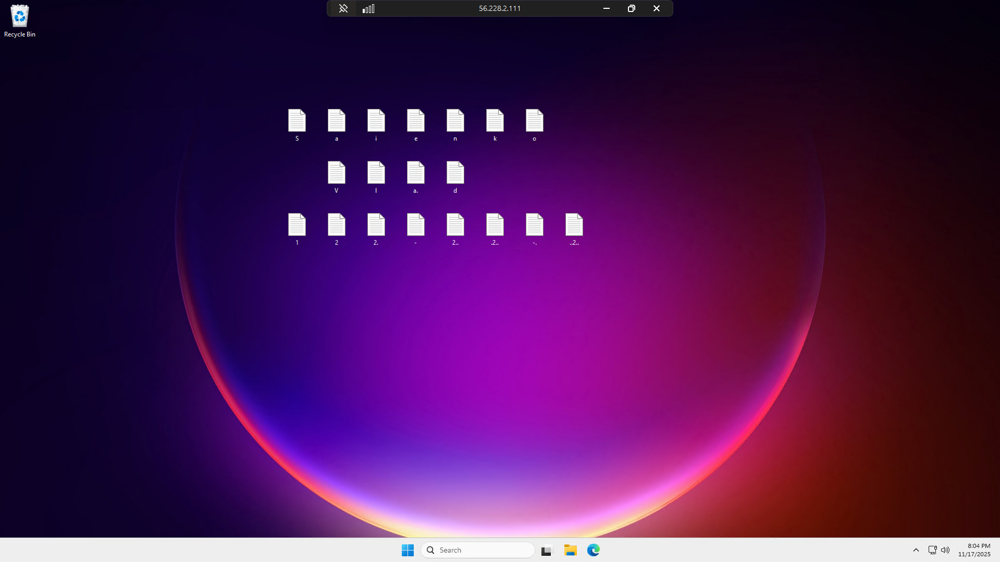 56.228.2.111
Recycle Bin
S a i e n k o
V l a. d
1 2 2. - 2.. .2.. -. ..2..
Search
8:04 PM
11/17/2025